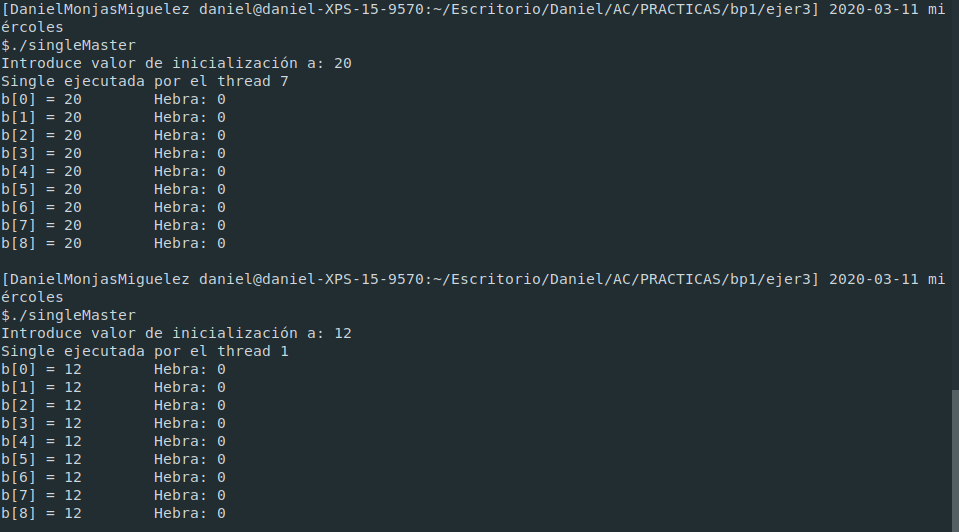 [DanielMonjasMiguelez daniel@daniel-XPS-15-9570:~/Escritorio/Daniel/AC/PRACTICAS/bp1/ejer3] 2020-03-11 mi
ércoles
$./singleMaster
Introduce valor de inicialización a: 20
Single ejecutada por el thread 7
b[0] = 20        Hebra: 0
b[1] = 20        Hebra: 0
b[2] = 20        Hebra: 0
b[3] = 20        Hebra: 0
b[4] = 20        Hebra: 0
b[5] = 20        Hebra: 0
b[6] = 20        Hebra: 0
b[7] = 20        Hebra: 0
b[8] = 20        Hebra: 0
[DanielMonjasMiguelez daniel@daniel-XPS-15-9570:~/Escritorio/Daniel/AC/PRACTICAS/bp1/ejer3] 2020-03-11 mi
ércoles
$./singleMaster
Introduce valor de inicialización a: 12
Single ejecutada por el thread 1
b[0] = 12        Hebra: 0
b[1] = 12        Hebra: 0
b[2] = 12        Hebra: 0
b[3] = 12        Hebra: 0
b[4] = 12        Hebra: 0
b[5] = 12        Hebra: 0
b[6] = 12        Hebra: 0
b[7] = 12        Hebra: 0
b[8] = 12        Hebra: 0